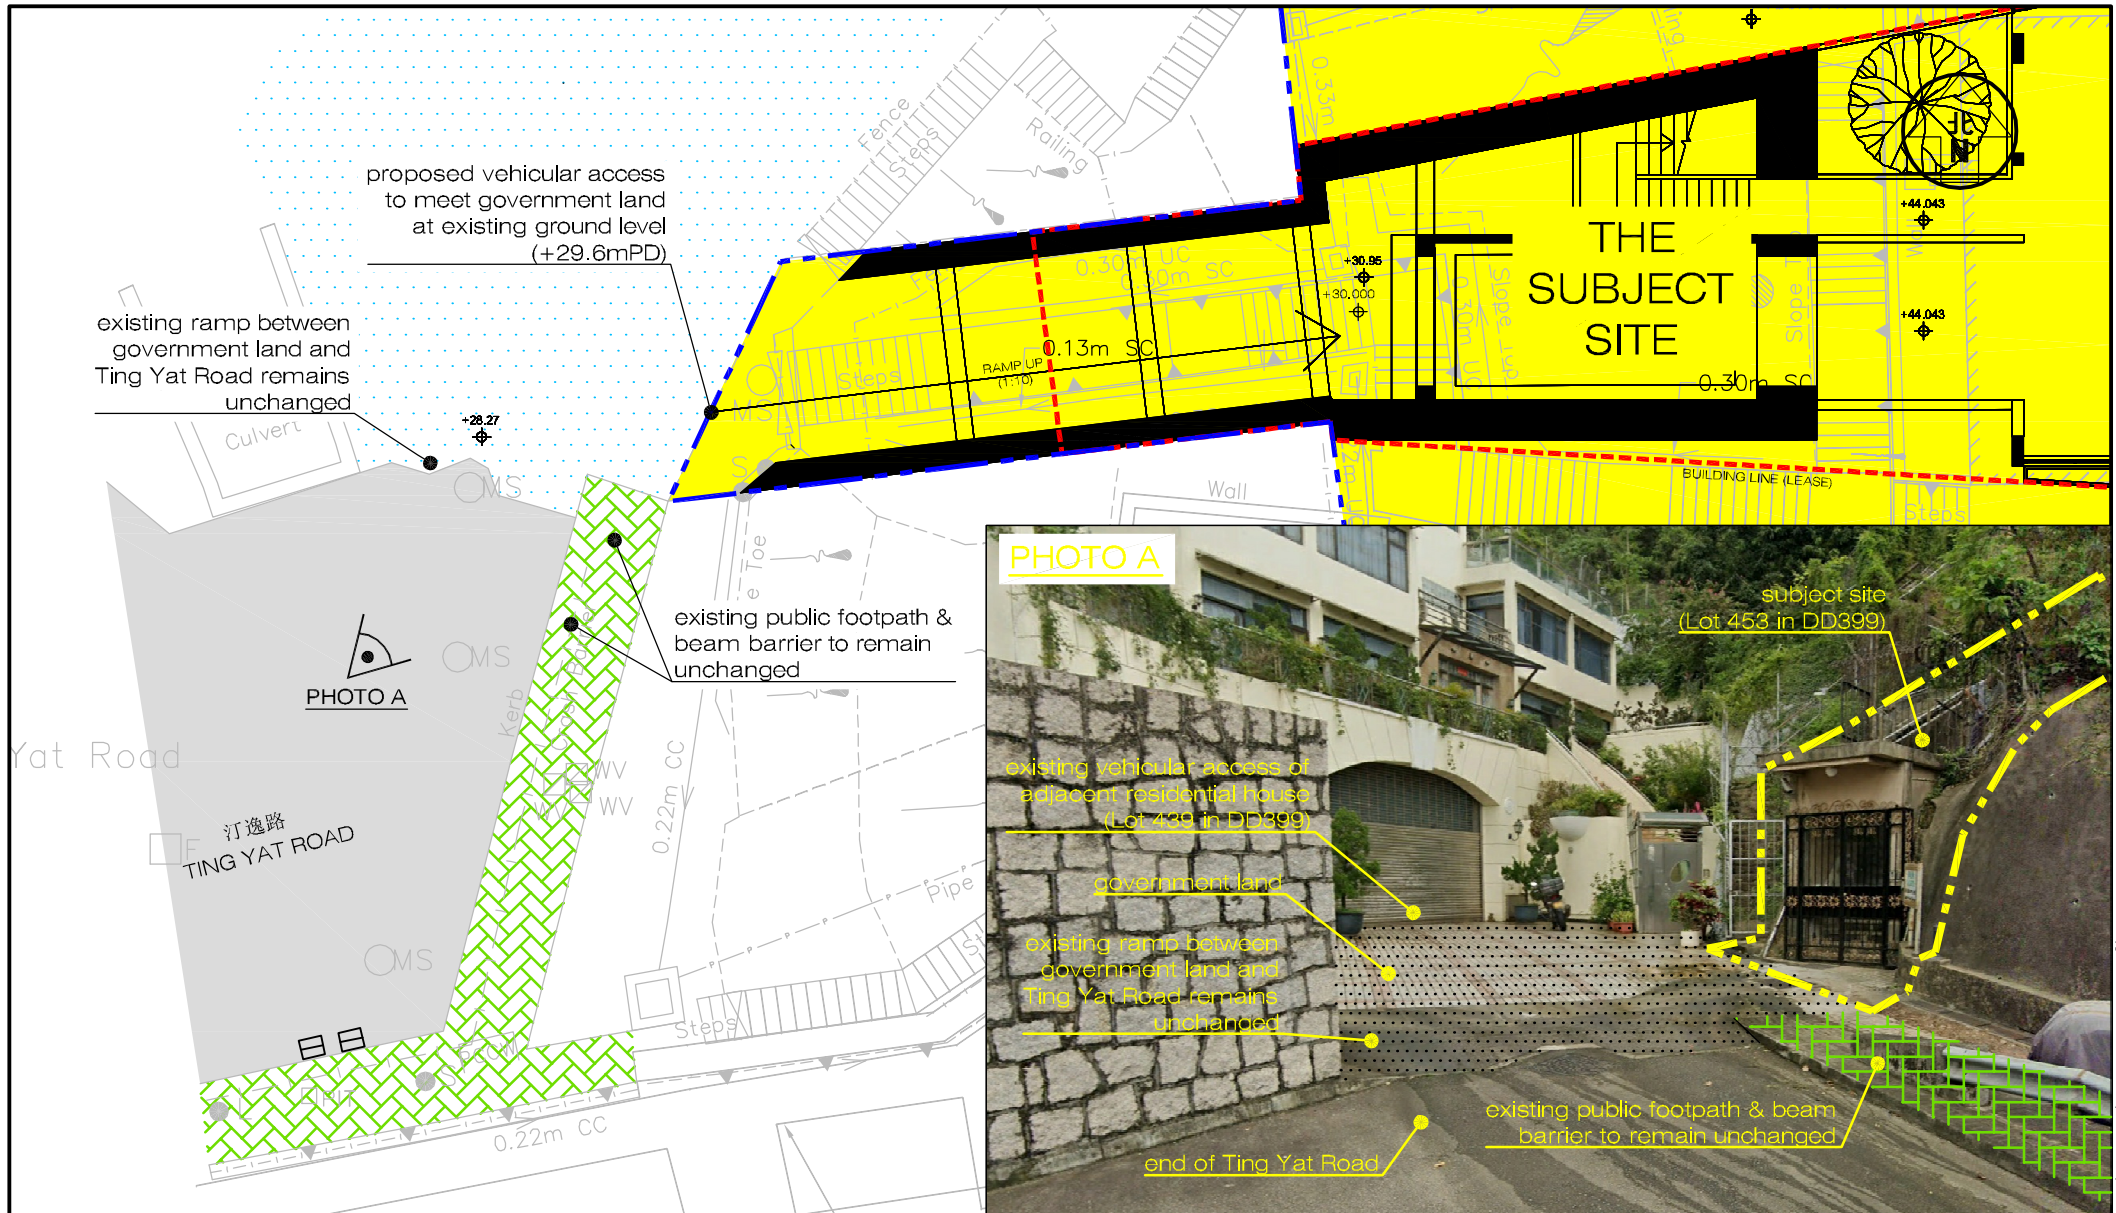 proposed vehicular access
to meet government land
at existing ground level
(+29.6mPD)
existing ramp between
government land and
Ting Yat Road remains
unchanged
Culvert
+28.27
MS
Fence
Steps
Railing
0.33m
0.30m UC
0.30m SC
+30.95
+30.000
0.13m SC
RAMP UP
(1:10)
Steps
MS
S
THE
SUBJECT
SITE
0.30m SC
0.30m UC
Slope
+44.043
+44.043
BUILDING LINE (LEASE)
Steps
Wall
existing public footpath &
beam barrier to remain
unchanged
MS
PHOTO A
Kerb
Yat Road
汀逸路
TING YAT ROAD
WV
WV
WV
0.22m CC
Pipe
MS
Steps
PIT
0.22m CC
PHOTO A
subject site
(Lot 453 in DD399)
existing vehicular access of
adjacent residential house
(Lot 439 in DD399)
government land
existing ramp between
government land and
Ting Yat Road remains
unchanged
existing public footpath & beam
barrier to remain unchanged
end of Ting Yat Road